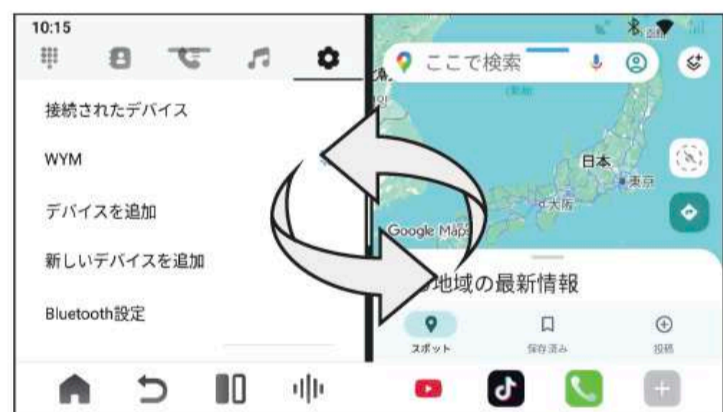 10:15
接続されたデバイス
WYM
デバイスを追加
新しいデバイスを追加
Bluetooth設定
ここで検索
日本
東京
大阪
Google Maps
地域の最新情報
スポット
保存済み
投稿